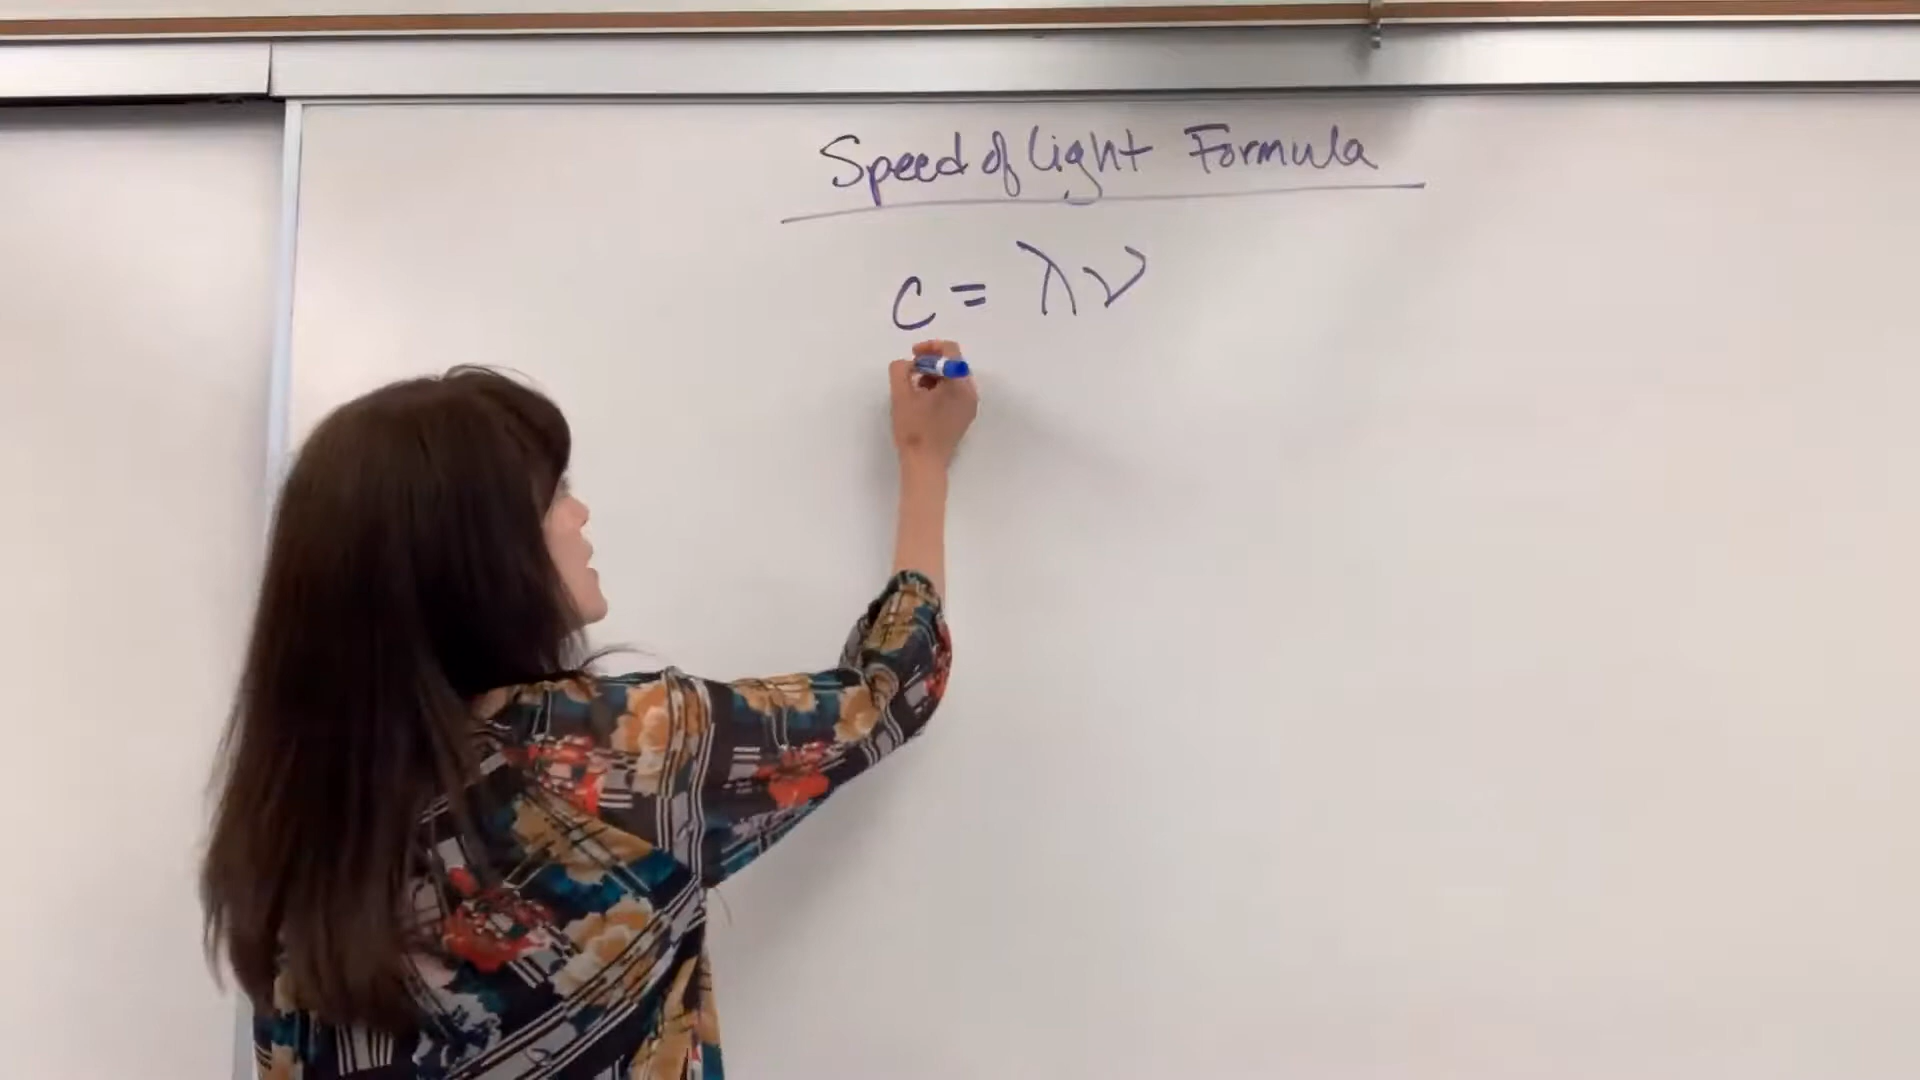 Speed of light Formula
c = λν